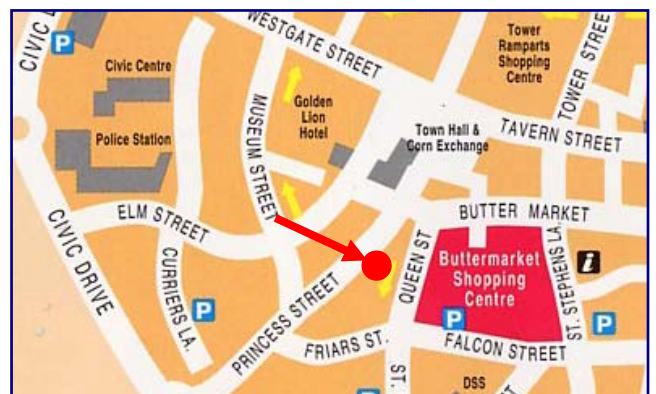 CIVIC
WESTGATE STREET
P
Civic Centre
Police Station
MUSEUM STREET
Golden
Lion
Hotel
Tower
Ramparts
Shopping
Centre
TOWER STREE
Town Hall &
Corn Exchange
TAVERN STREET
ELM STREET
BUTTER MARKET
CIVIC DRIVE
CURRIERS LA.
P
PRINCESS STREET
QUEEN ST
Buttermarket
Shopping
Centre
P
ST. STEPHENS LA.
i
P
FRIARS ST.
FALCON STREET
ST.
DSS
P